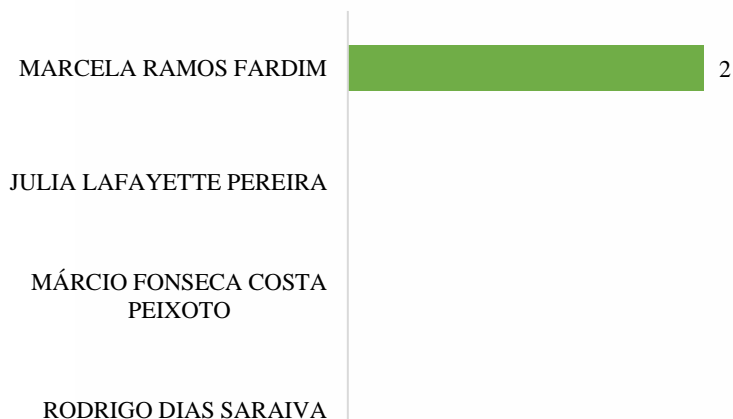 MARCELA RAMOS FARDIM 2
JULIA LAFAYETTE PEREIRA
MÁRCIO FONSECA COSTA
PEIXOTO
RODRIGO DIAS SARAIVA